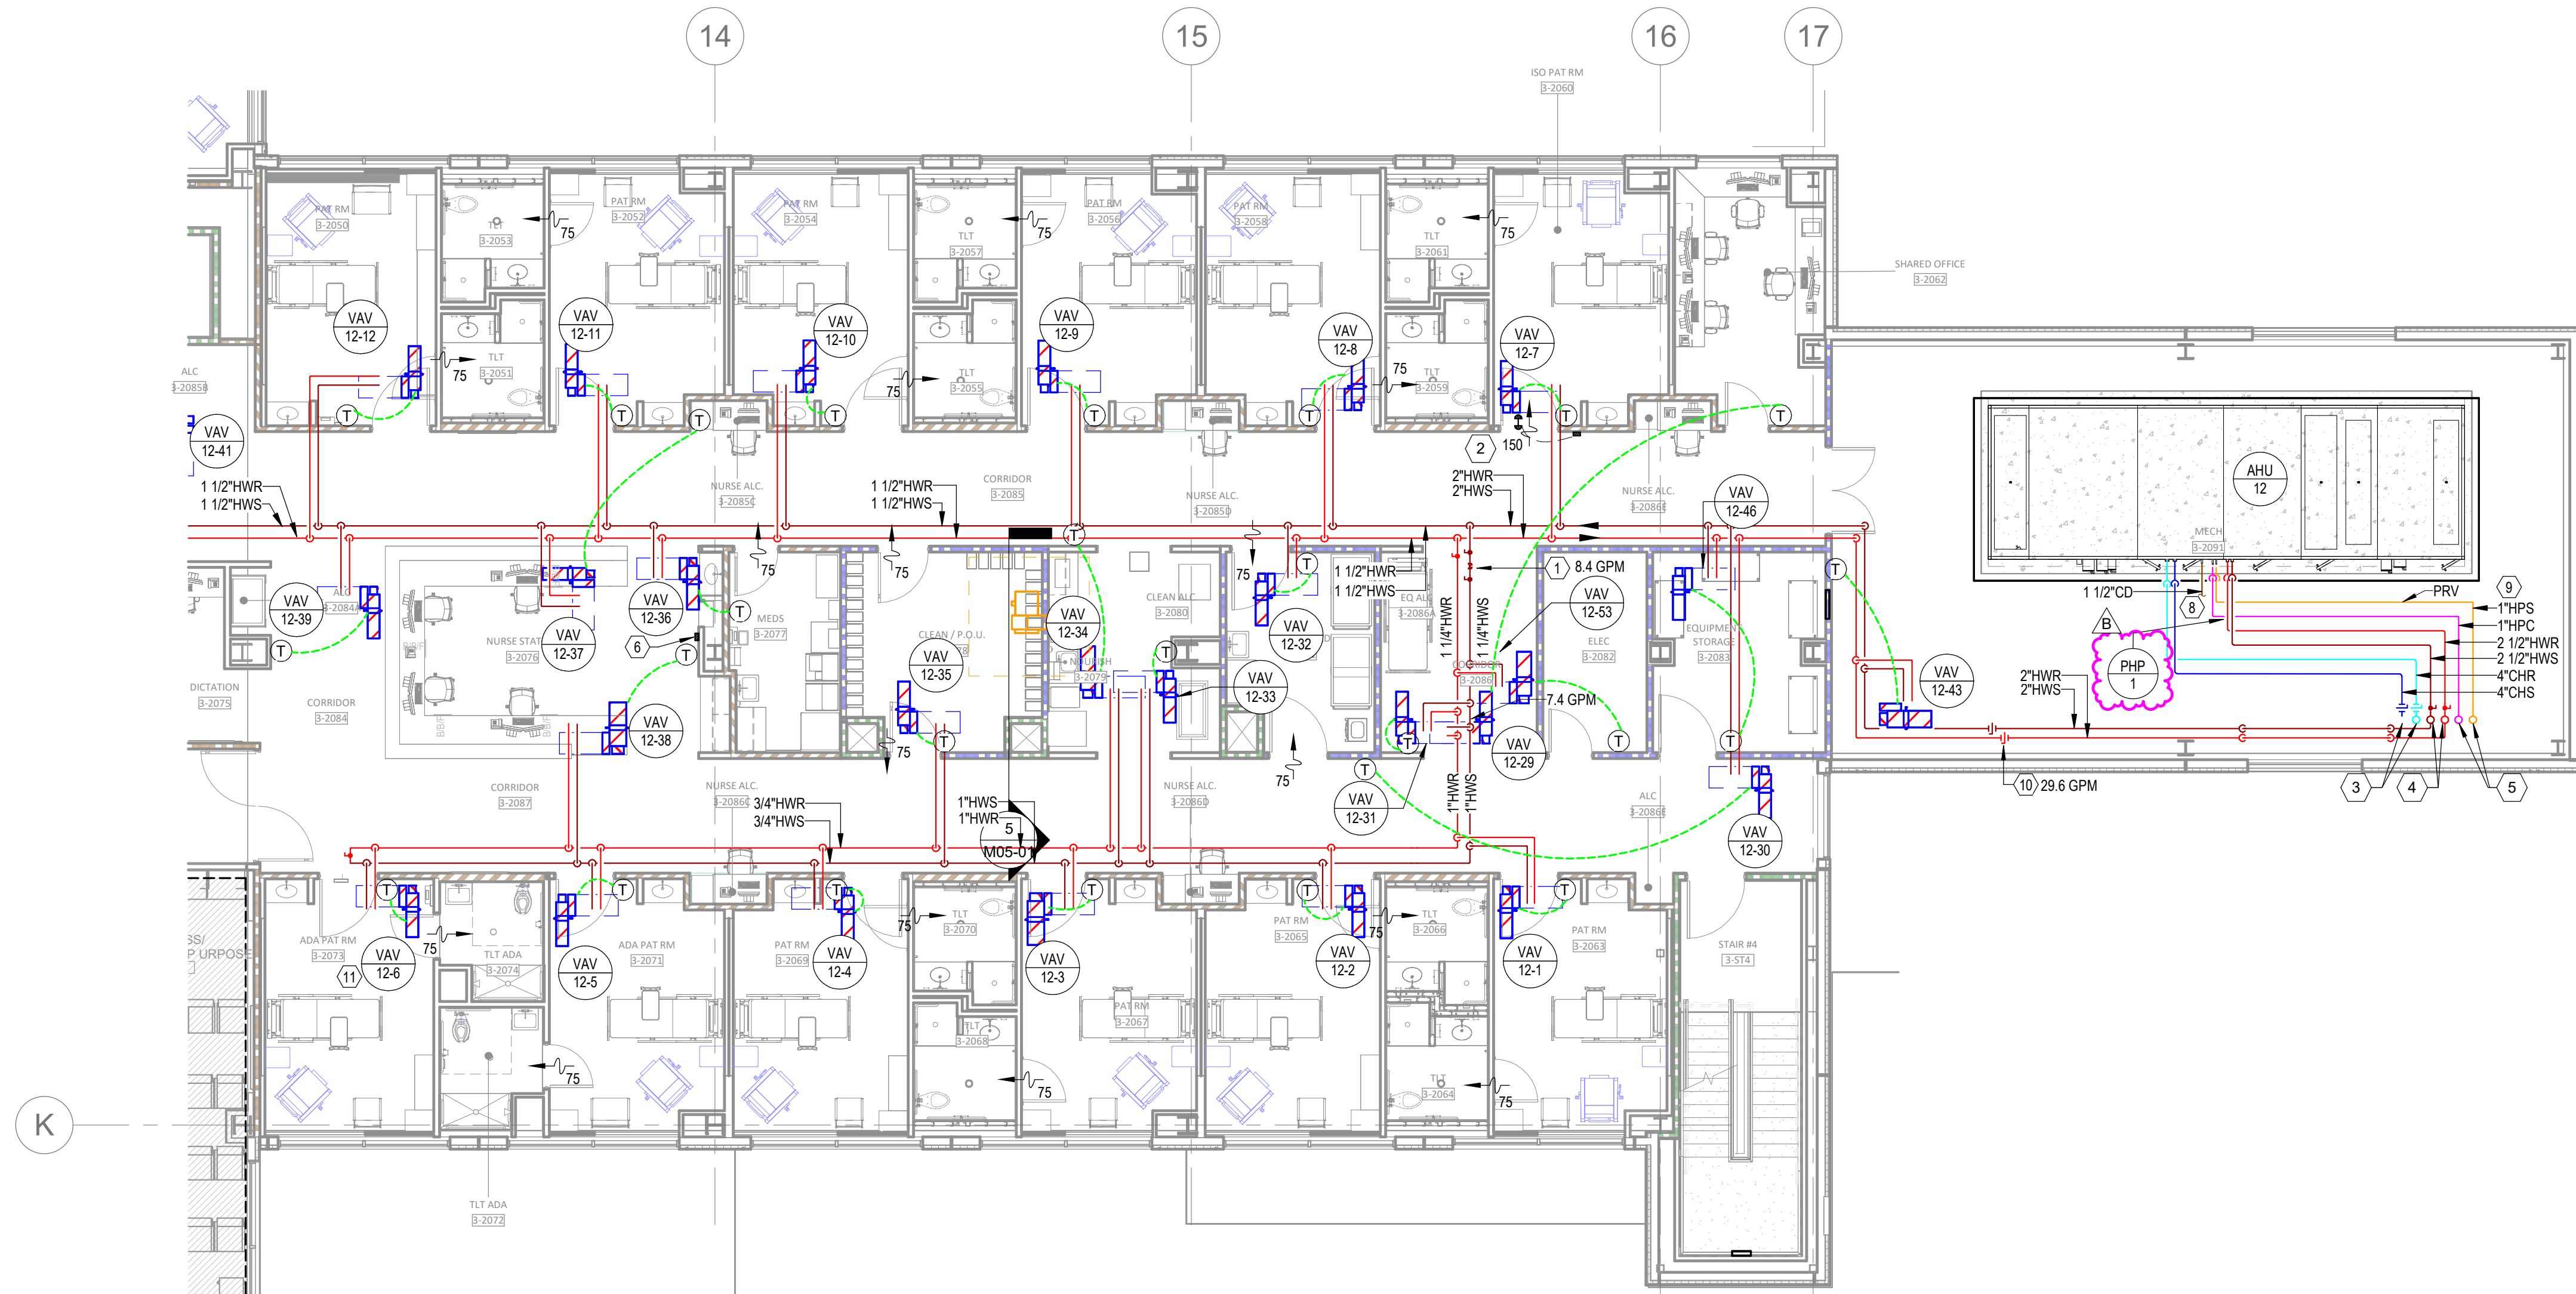 14
15
16
17
ISO PAT RM
3-2060
PAT RM
3-2050
TLT
3-2053
75
PAT RM
3-2052
PAT RM
3-2054
TLT
3-2057
75
PAT RM
3-2056
PAT RM
3-2058
TLT
3-2061
75
SHARED OFFICE
3-2062
ALC
3-2085B
VAV
12-12
TLT
3-2051
75
VAV
12-11
VAV
12-10
TLT
3-2055
75
VAV
12-9
VAV
12-8
75
TLT
3-2059
VAV
12-7
T
T
T
T
T
T
T
T
VAV
12-41
2
150
1 1/2"HWR
1 1/2"HWS
NURSE ALC.
3-2085C
1 1/2"HWR
1 1/2"HWS
CORRIDOR
3-2085
NURSE ALC.
3-2085D
2"HWR
2"HWS
NURSE ALC.
3-2086E
VAV
12-46
AHU
12
MECH
3-2091
T
75
75
75
1 1/2"HWR
1 1/2"HWS
1
8.4 GPM
T
T
1 1/2"CD
8
PRV
9
1"HPS
1"HPC
2 1/2"HWR
2 1/2"HWS
4"CHR
4"CHS
B
PHP
1
VAV
12-39
3-2084A
T
VAV
12-36
T
6
NURSE STAT
3-2076
VAV
12-37
T
MEDS
3-2077
CLEAN / P.O.U.
VAV
12-35
T
VAV
12-34
NOURISH
3-2079
CLEAN ALC.
3-2080
T
VAV
12-33
VAV
12-32
EQ AL
3-2086A
1 1/4"HWR
1 1/4"HWS
VAV
12-53
CORRIDOR
3-2086
7.4 GPM
ELEC
3-2082
EQUIPMENT
STORAGE
3-2083
VAV
12-43
2"HWR
2"HWS
DICTATION
3-2075
CORRIDOR
3-2084
VAV
12-38
75
75
T
VAV
12-29
T
T
T
10
29.6 GPM
3
4
5
CORRIDOR
3-2087
NURSE ALC.
3-2086C
3/4"HWR
3/4"HWS
1"HWS
1"HWR
5
M05-01
NURSE ALC.
3-2086D
VAV
12-31
1"HWR
1"HWS
ALC
3-2086E
VAV
12-30
T
T
T
T
T
T
ADA PAT RM
3-2073
11
VAV
12-6
75
TLT ADA
3-2074
VAV
12-5
ADA PAT RM
3-2071
PAT RM
3-2069
VAV
12-4
75
TLT
3-2070
VAV
12-3
PAT RM
3-2065
VAV
12-2
75
TLT
3-2066
VAV
12-1
PAT RM
3-2063
STAIR #4
3-ST4
SS/
P URPOSE
75
TLT
3-2068
75
PAT RM
3-2067
TLT
3-2064
75
K
TLT ADA
3-2072